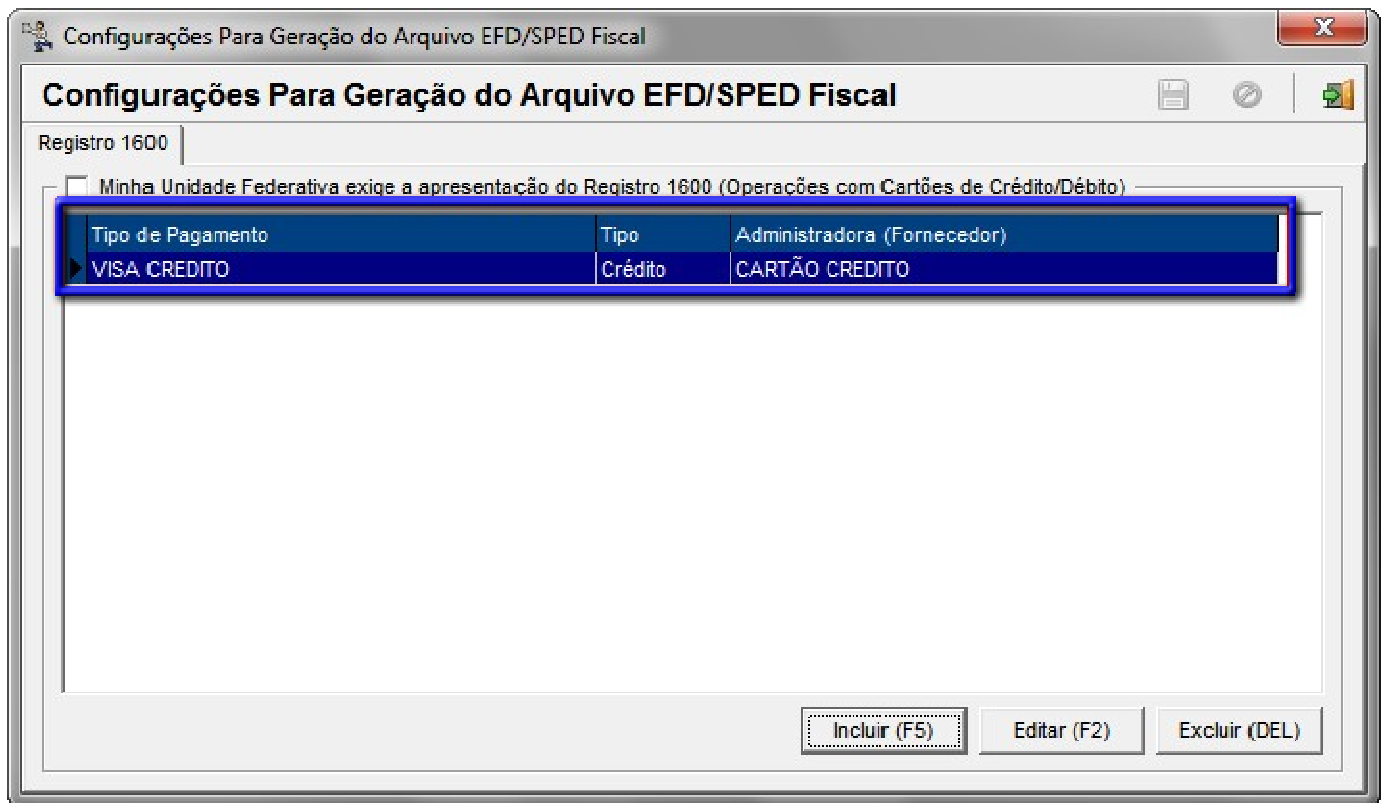 Configurações Para Geração do Arquivo EFD/SPED Fiscal
Configurações Para Geração do Arquivo EFD/SPED Fiscal
Registro 1600
Minha Unidade Federativa exige a apresentação do Registro 1600 (Operações com Cartões de Crédito/Débito)
Tipo de Pagamento Tipo Administradora (Fornecedor)
VISA CREDITO Crédito CARTÃO CREDITO
Incluir (F5) Editar (F2) Excluir (DEL)